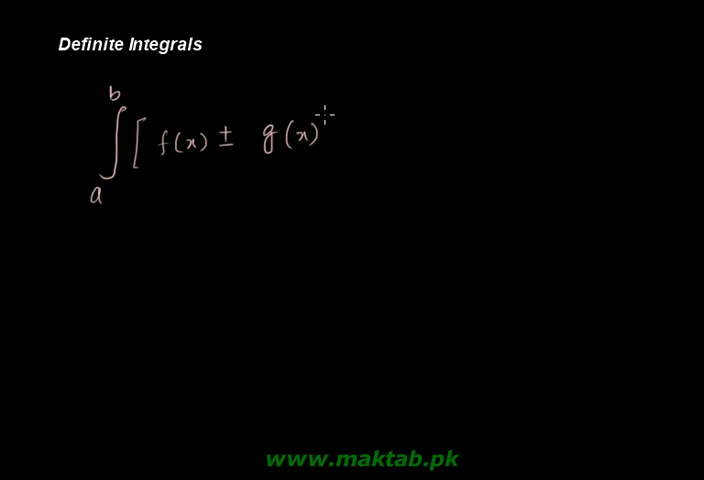 Definite Integrals
b
∫ [ f(x) ± g(x)
a
www.maktab.pk